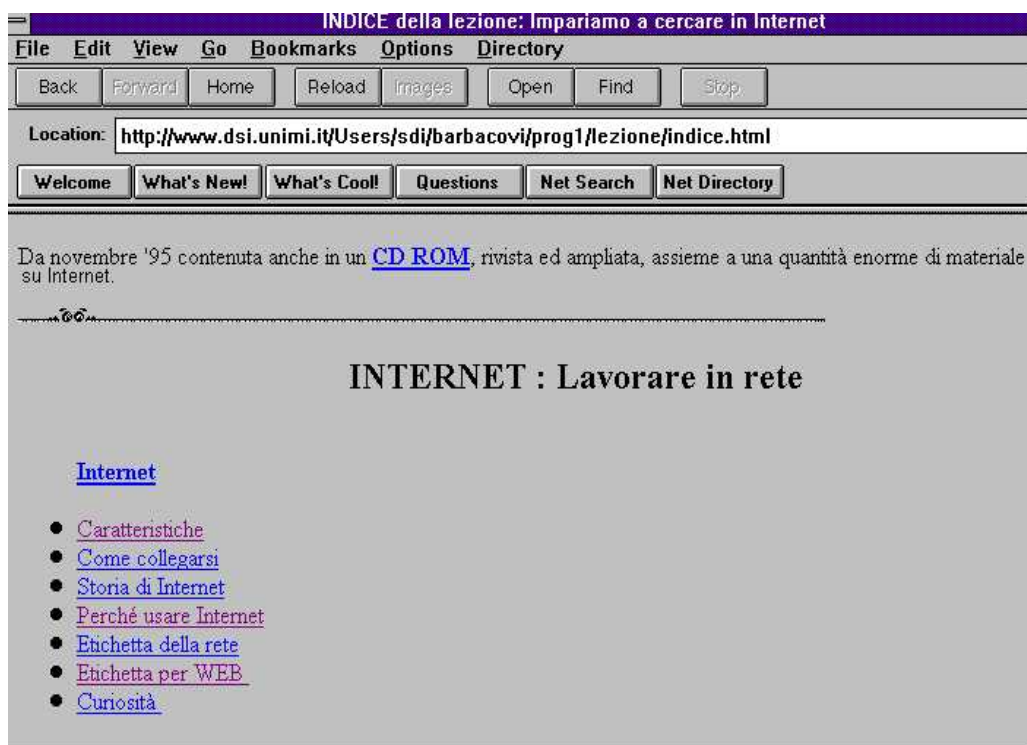 INDICE della lezione: Impariamo a cercare in Internet
File Edit View Go Bookmarks Options Directory
Back Forward Home Reload Images Open Find Stop
Location: http://www.dsi.unimi.it/Users/sdi/barbacovi/prog1/lezione/indice.html
Welcome What's New! What's Cool! Questions Net Search Net Directory
Da novembre '95 contenuta anche in un CD ROM, rivista ed ampliata, assieme a una quantità enorme di materiale
su Internet.
INTERNET : Lavorare in rete
Internet
Caratteristiche
Come collegarsi
Storia di Internet
Perché usare Internet
Etichetta della rete
Etichetta per WEB
Curiosità